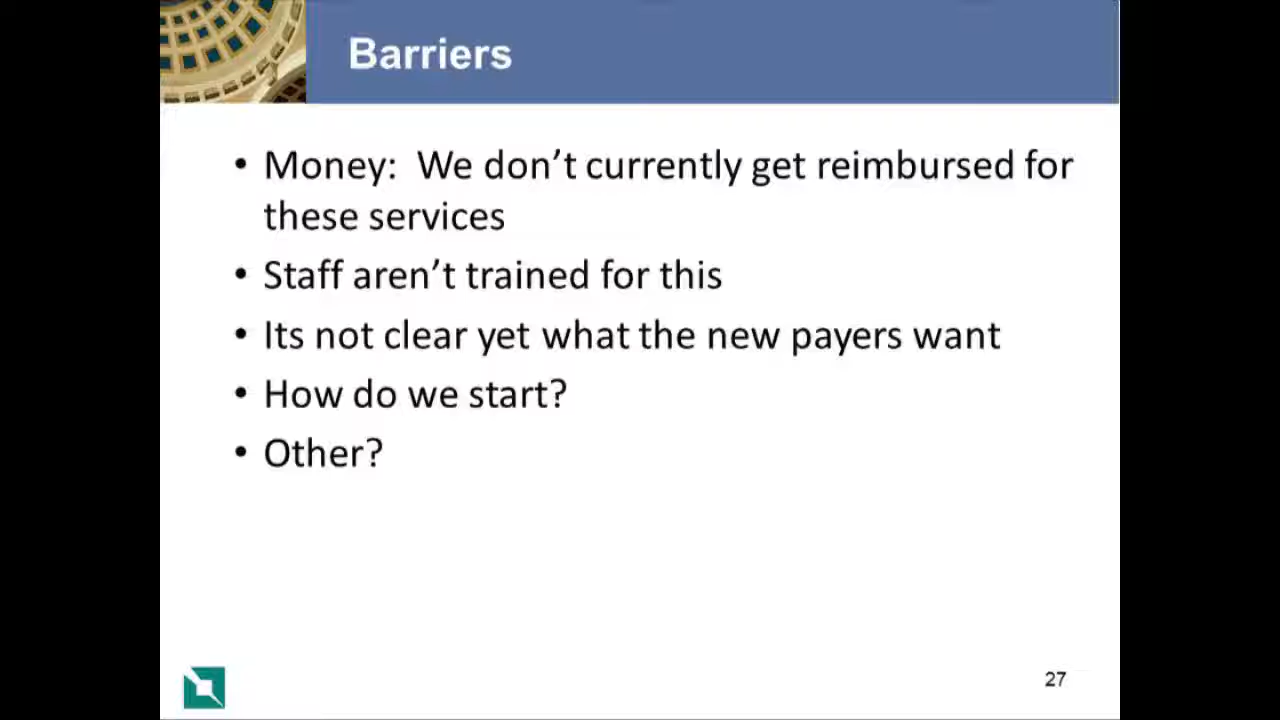 Barriers
• Money:  We don’t currently get reimbursed for
these services
• Staff aren’t trained for this
• Its not clear yet what the new payers want
• How do we start?
• Other?
27